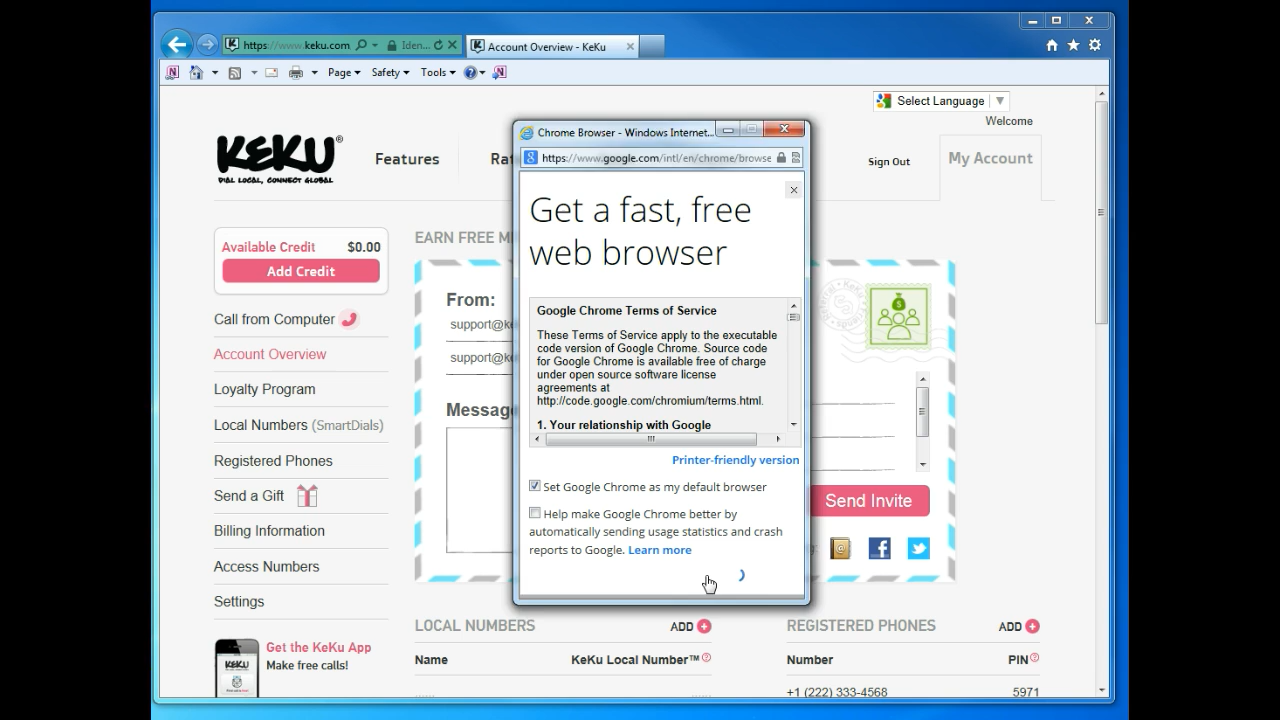 https://www.keku.com
Iden...
Account Overview - KeKu
Page
Safety
Tools
Select Language
Welcome
KEKU®
DIAL LOCAL, CONNECT GLOBAL
Features
Sign Out
My Account
Available Credit $0.00
Add Credit
Call from Computer
Account Overview
Loyalty Program
Local Numbers (SmartDials)
Registered Phones
Send a Gift
Billing Information
Access Numbers
Settings
Get the KeKu App
Make free calls!
EARN FREE M
From:
support@ke
support@ke
Message
Chrome Browser - Windows Internet...
https://www.google.com/intl/en/chrome/browse
Get a fast, free
web browser
Google Chrome Terms of Service
These Terms of Service apply to the executable
code version of Google Chrome. Source code
for Google Chrome is available free of charge
under open source software license
agreements at
http://code.google.com/chromium/terms.html.
1. Your relationship with Google
Printer-friendly version
Set Google Chrome as my default browser
Help make Google Chrome better by
automatically sending usage statistics and crash
reports to Google. Learn more
Send Invite
LOCAL NUMBERS ADD
Name KeKu Local Number™
REGISTERED PHONES ADD
Number PIN
+1 (222) 333-4568 5971